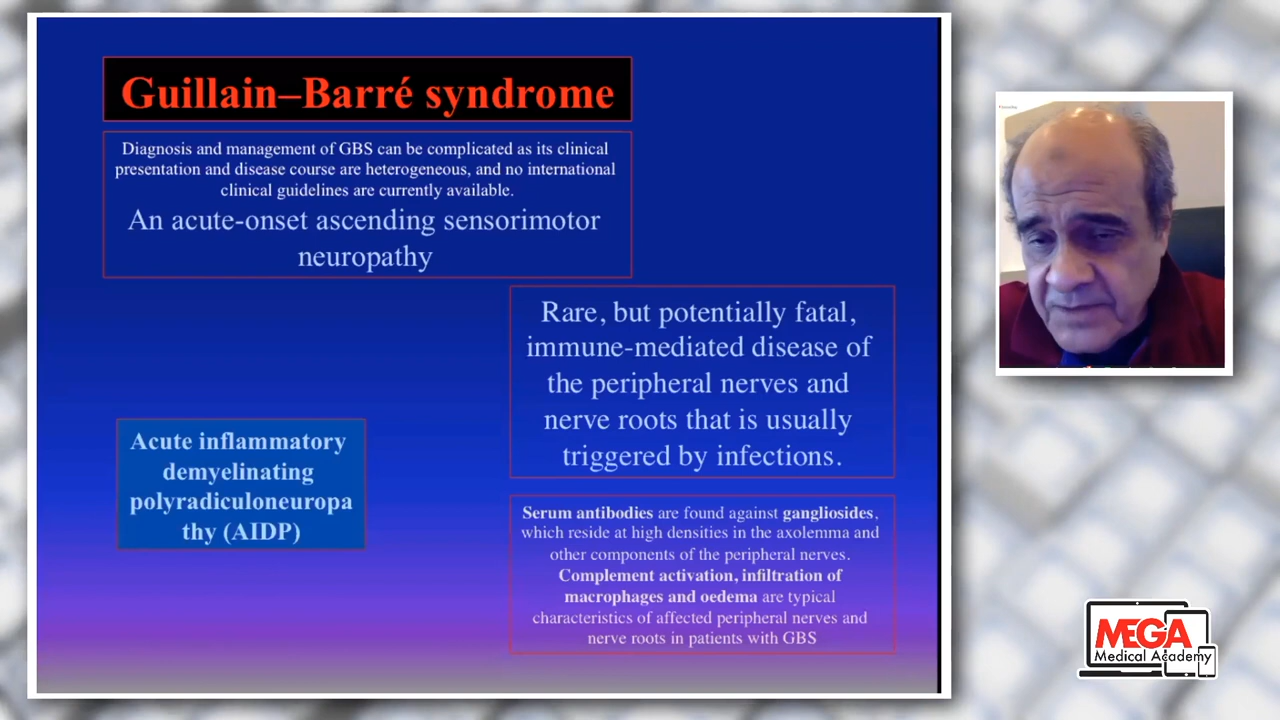 Guillain–Barré syndrome
Diagnosis and management of GBS can be complicated as its clinical
presentation and disease course are heterogeneous, and no international
clinical guidelines are currently available.
An acute-onset ascending sensorimotor
neuropathy
Rare, but potentially fatal,
immune-mediated disease of
the peripheral nerves and
nerve roots that is usually
triggered by infections.
Acute inflammatory
demyelinating
polyradiculoneuropa
thy (AIDP)
Serum antibodies are found against gangliosides,
which reside at high densities in the axolemma and
other components of the peripheral nerves.
Complement activation, infiltration of
macrophages and oedema are typical
characteristics of affected peripheral nerves and
nerve roots in patients with GBS
MEGA
Medical Academy